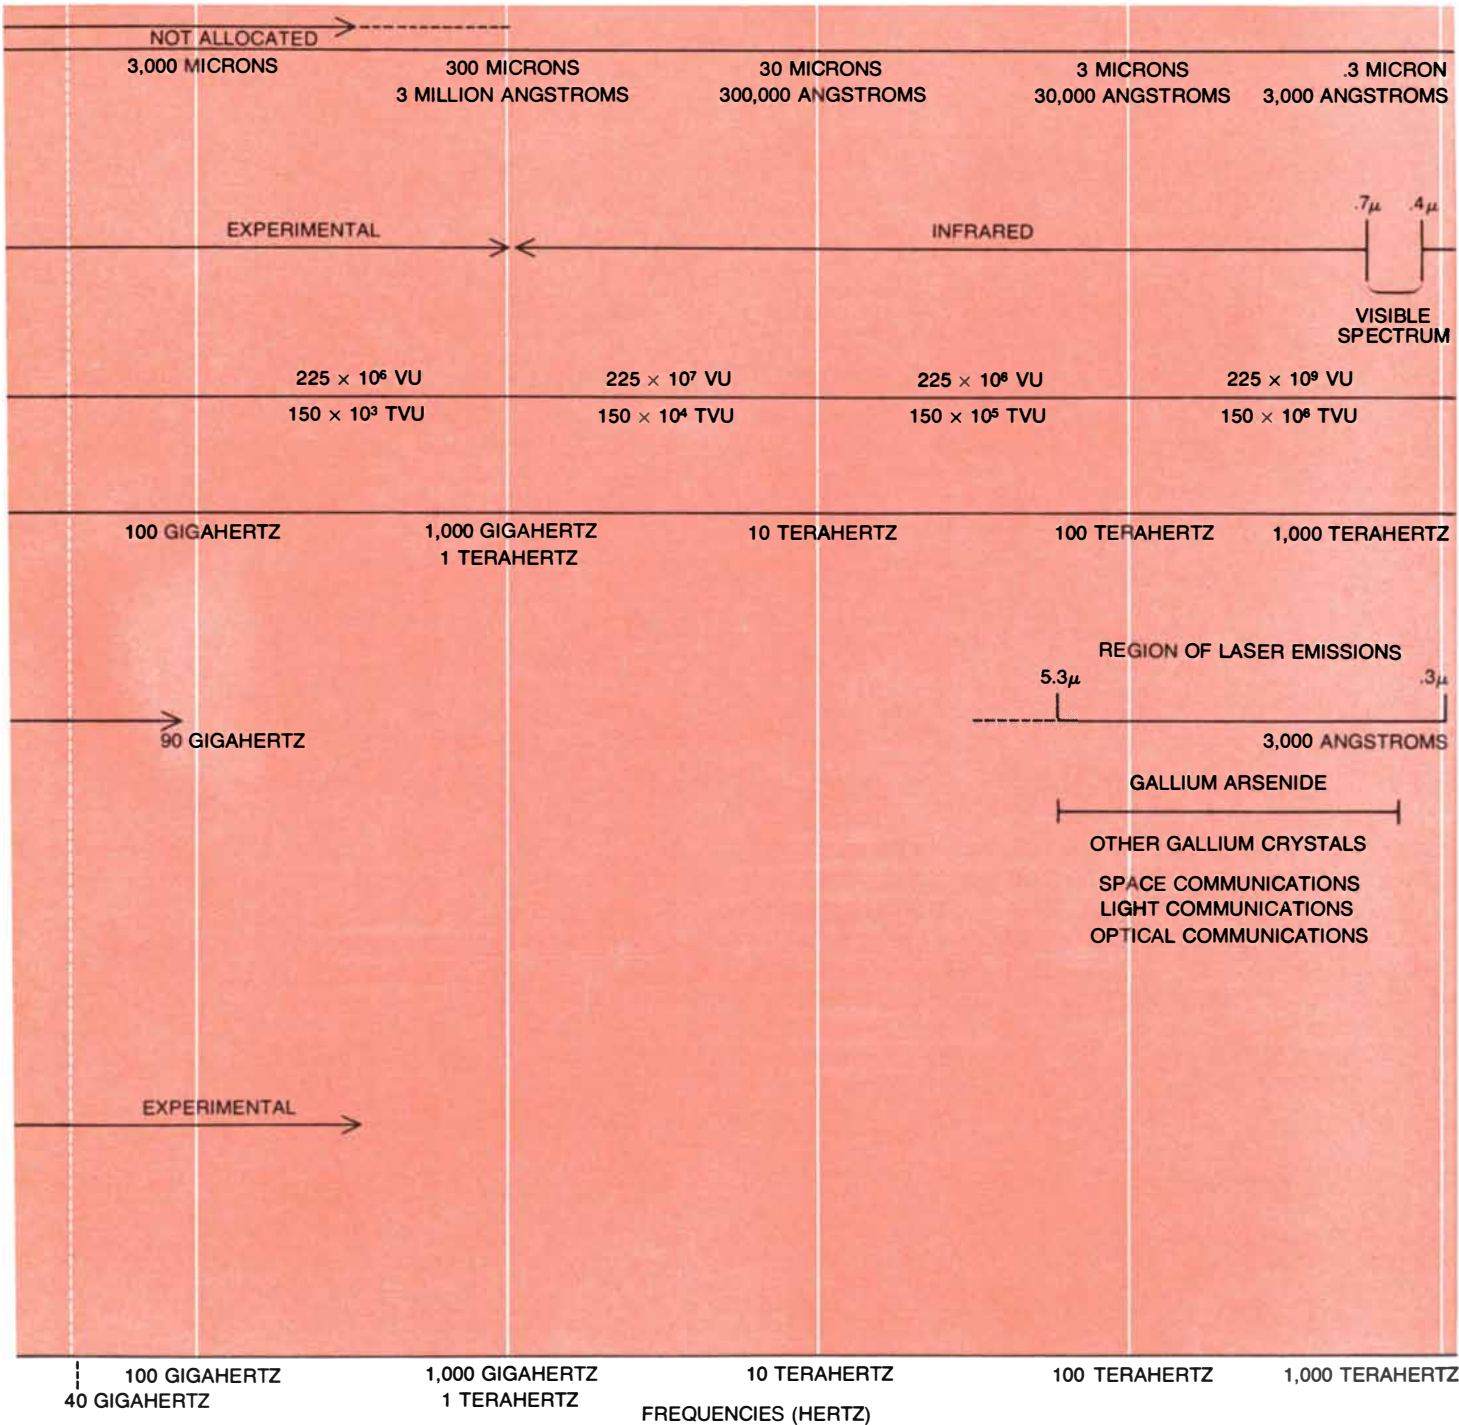 NOT ALLOCATED
3,000 MICRONS 300 MICRONS 30 MICRONS 3 MICRONS .3 MICRON
3 MILLION ANGSTROMS 300,000 ANGSTROMS 30,000 ANGSTROMS 3,000 ANGSTROMS
.7μ .4μ
EXPERIMENTAL INFRARED
VISIBLE
SPECTRUM
225 × 10⁶ VU 225 × 10⁷ VU 225 × 10⁸ VU 225 × 10⁹ VU
150 × 10³ TVU 150 × 10⁴ TVU 150 × 10⁵ TVU 150 × 10⁶ TVU
100 GIGAHERTZ 1,000 GIGAHERTZ 10 TERAHERTZ 100 TERAHERTZ 1,000 TERAHERTZ
1 TERAHERTZ
REGION OF LASER EMISSIONS
5.3μ .3μ
90 GIGAHERTZ 3,000 ANGSTROMS
GALLIUM ARSENIDE
OTHER GALLIUM CRYSTALS
SPACE COMMUNICATIONS
LIGHT COMMUNICATIONS
OPTICAL COMMUNICATIONS
EXPERIMENTAL
100 GIGAHERTZ 1,000 GIGAHERTZ 10 TERAHERTZ 100 TERAHERTZ 1,000 TERAHERTZ
40 GIGAHERTZ 1 TERAHERTZ
FREQUENCIES (HERTZ)